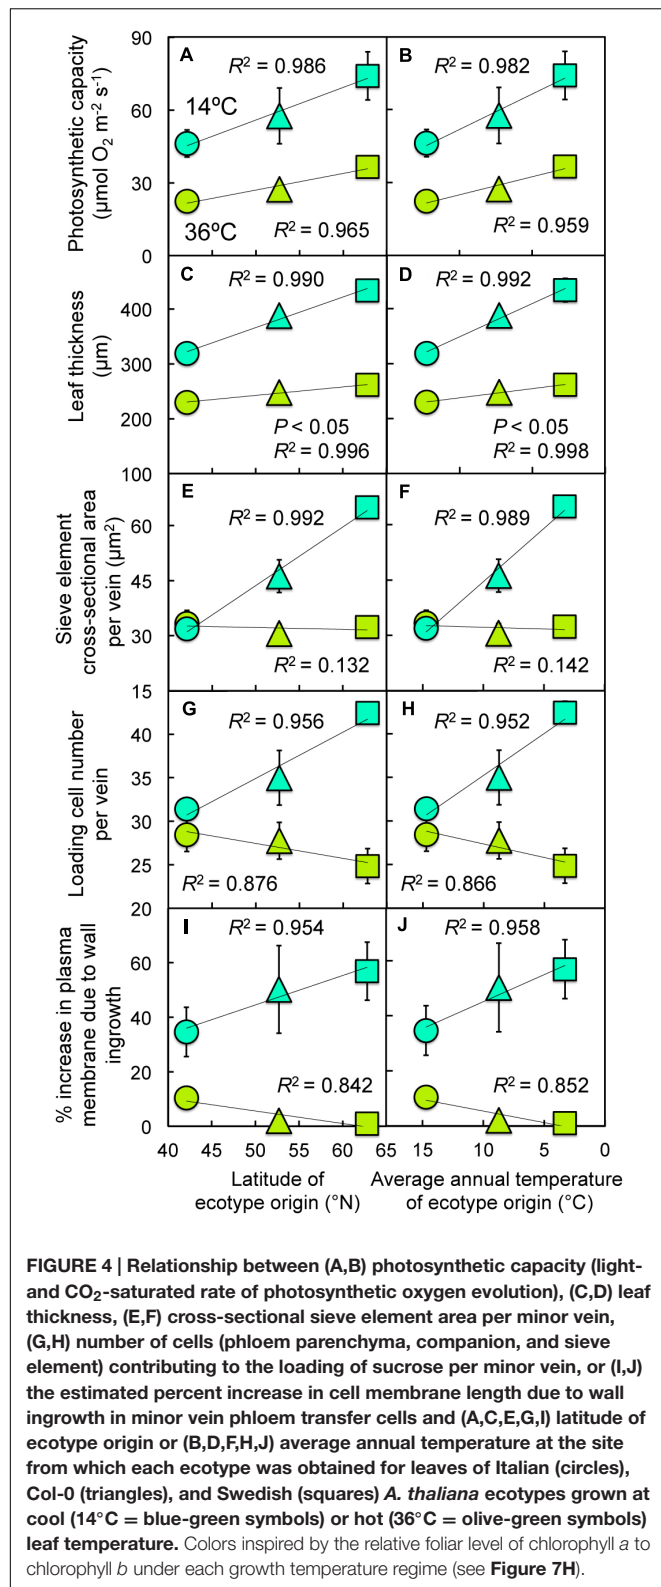 Photosynthetic capacity
(μmol O₂ m⁻² s⁻¹)
90
60
30
0
A
R² = 0.986
14ºC
36ºC
R² = 0.965
B
R² = 0.982
R² = 0.959
Leaf thickness
(μm)
400
300
200
100
C
R² = 0.990
P < 0.05
R² = 0.996
D
R² = 0.992
P < 0.05
R² = 0.998
Sieve element
cross-sectional area
per vein (μm²)
60
45
30
15
E
R² = 0.992
R² = 0.132
F
R² = 0.989
R² = 0.142
Loading cell number
per vein
40
35
30
25
20
G
R² = 0.956
R² = 0.876
H
R² = 0.952
R² = 0.866
% increase in plasma
membrane due to wall
ingrowth
60
40
20
0
I
R² = 0.954
R² = 0.842
J
R² = 0.958
R² = 0.852
40 45 50 55 60 65 15 10 5 0
Latitude of
ecotype origin (°N)
Average annual temperature
of ecotype origin (°C)
FIGURE 4 | Relationship between (A,B) photosynthetic capacity (light-
and CO₂-saturated rate of photosynthetic oxygen evolution), (C,D) leaf
thickness, (E,F) cross-sectional sieve element area per minor vein,
(G,H) number of cells (phloem parenchyma, companion, and sieve
element) contributing to the loading of sucrose per minor vein, or (I,J)
the estimated percent increase in cell membrane length due to wall
ingrowth in minor vein phloem transfer cells and (A,C,E,G,I) latitude of
ecotype origin or (B,D,F,H,J) average annual temperature at the site
from which each ecotype was obtained for leaves of Italian (circles),
Col-0 (triangles), and Swedish (squares) A. thaliana ecotypes grown at
cool (14°C = blue-green symbols) or hot (36°C = olive-green symbols)
leaf temperature. Colors inspired by the relative foliar level of chlorophyll a to
chlorophyll b under each growth temperature regime (see Figure 7H).